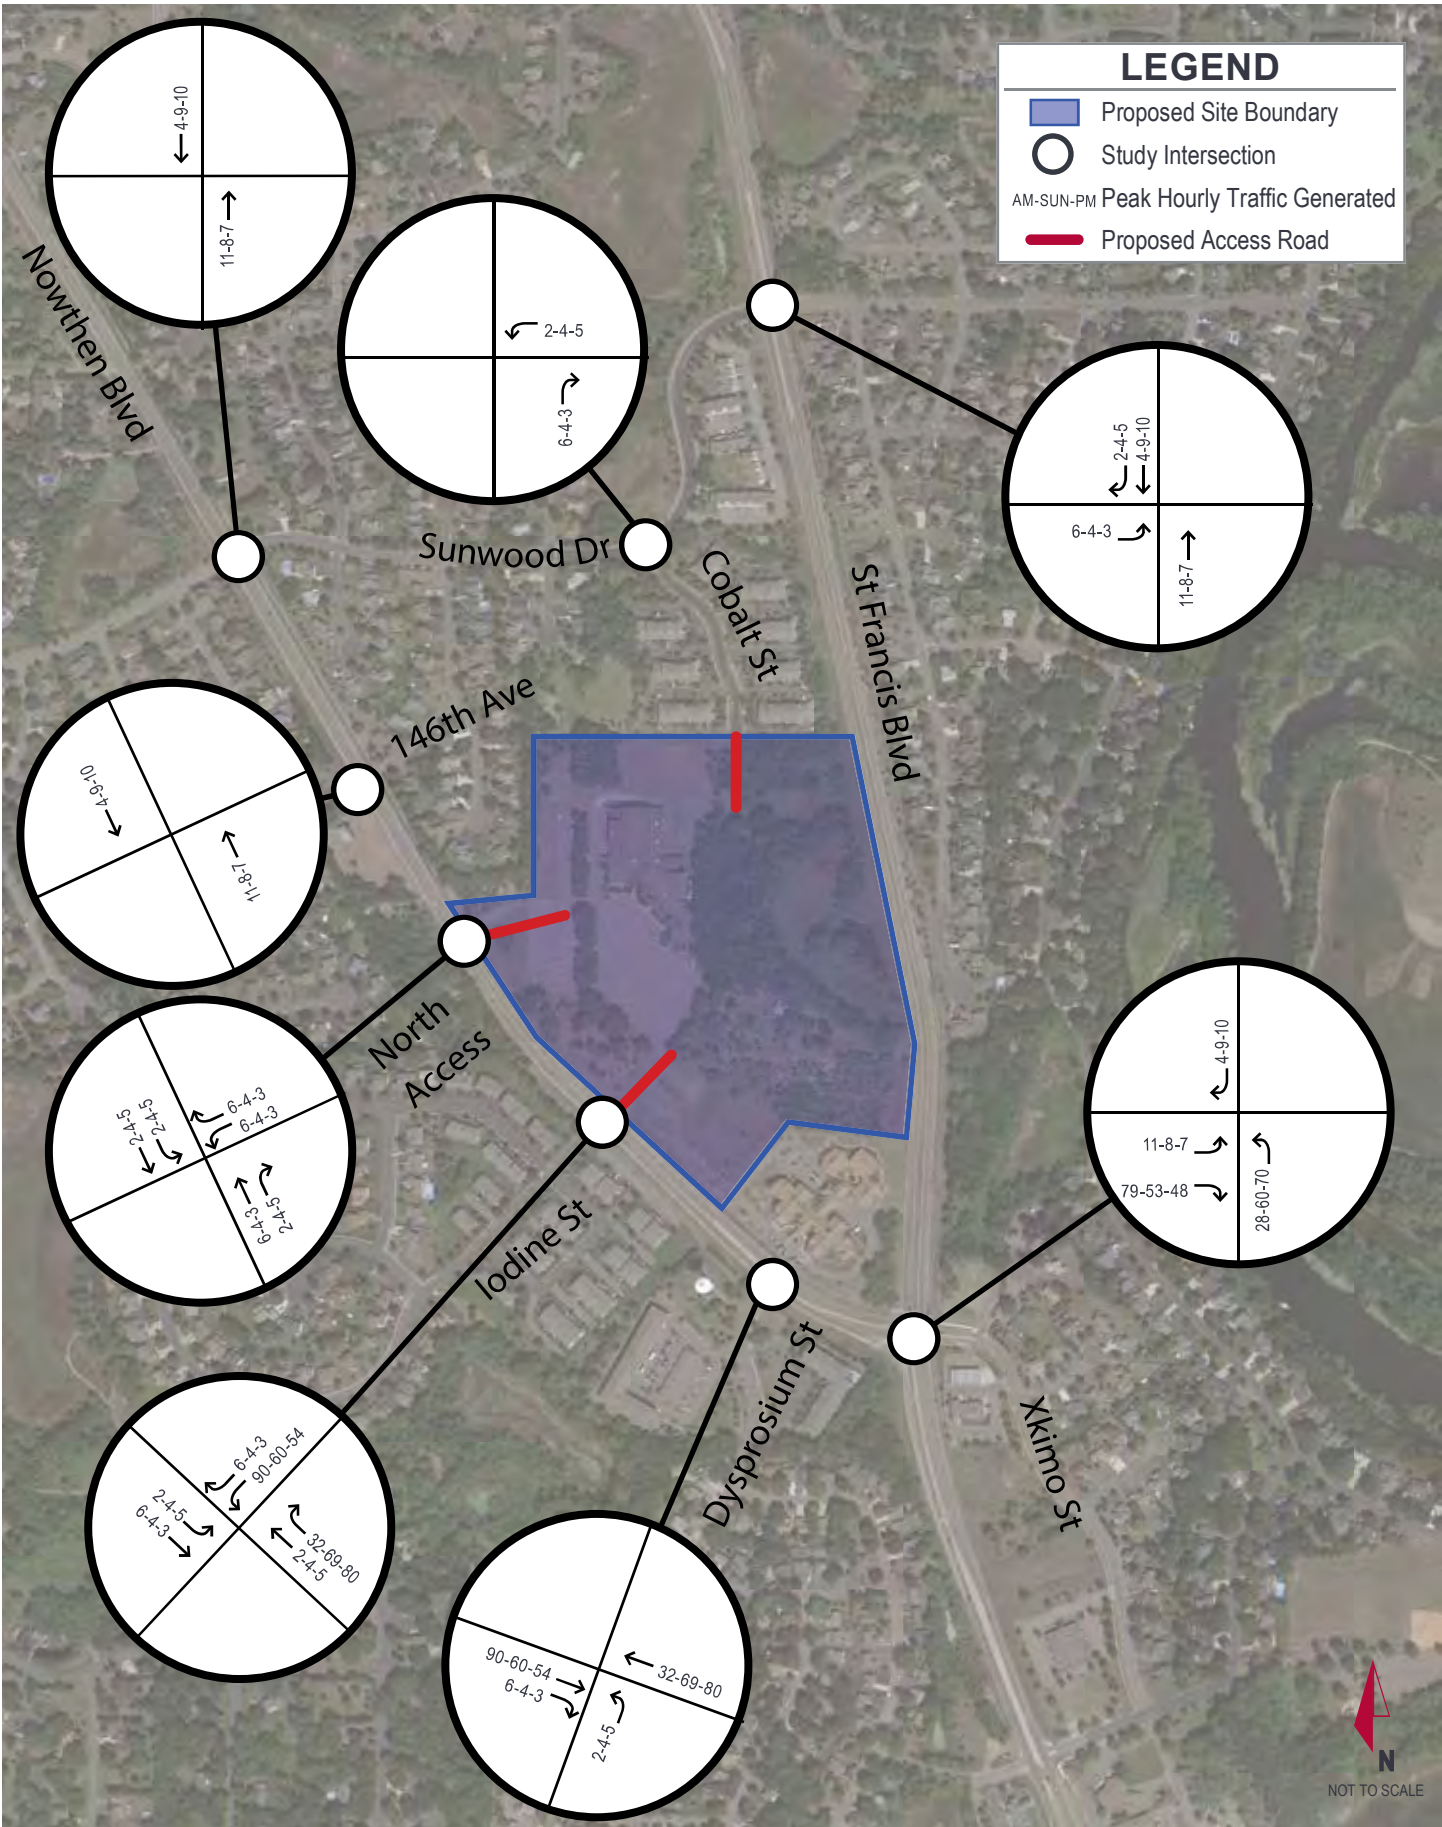 LEGEND
Proposed Site Boundary
Study Intersection
AM-SUN-PM Peak Hourly Traffic Generated
Proposed Access Road
4-9-10
11-8-7
Nowthen Blvd
2-4-5
6-4-3
Sunwood Dr
Cobalt St
St Francis Blvd
2-4-5
4-9-10
6-4-3
11-8-7
146th Ave
4-9-10
11-8-7
North
Access
6-4-3
6-4-3
2-4-5
2-4-5
6-4-3
2-4-5
4-9-10
11-8-7
79-53-48
28-60-70
Iodine St
6-4-3
90-60-54
2-4-5
6-4-3
32-69-80
2-4-5
Dysprosium St
Xkimo St
90-60-54
6-4-3
32-69-80
2-4-5
N
NOT TO SCALE